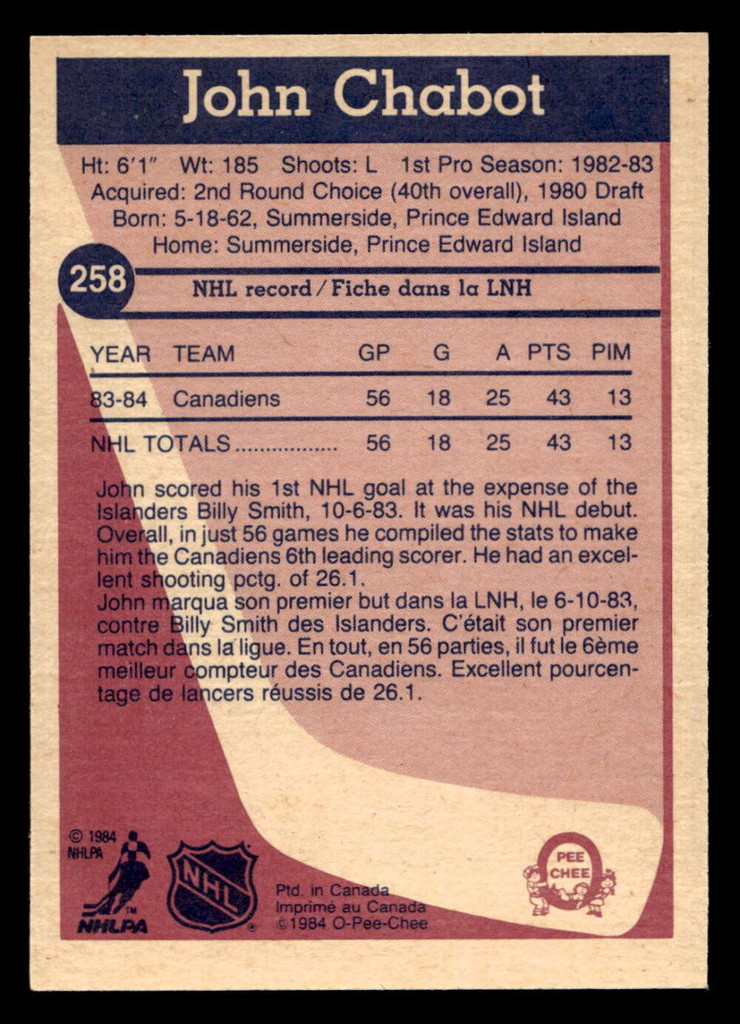 John Chabot
Ht: 6'1" Wt: 185 Shoots: L 1st Pro Season: 1982-83
Acquired: 2nd Round Choice (40th overall), 1980 Draft
Born: 5-18-62, Summerside, Prince Edward Island
Home: Summerside, Prince Edward Island
258 NHL record/Fiche dans la LNH
YEAR TEAM GP G A PTS PIM
83-84 Canadiens 56 18 25 43 13
NHL TOTALS ................. 56 18 25 43 13
John scored his 1st NHL goal at the expense of the
Islanders Billy Smith, 10-6-83. It was his NHL debut.
Overall, in just 56 games he compiled the stats to make
him the Canadiens 6th leading scorer. He had an excel-
lent shooting pctg. of 26.1.
John marqua son premier but dans la LNH, le 6-10-83,
contre Billy Smith des Islanders. C'était son premier
match dans la ligue. En tout, en 56 parties, il fut le 6ème
meilleur compteur des Canadiens. Excellent pourcen-
tage de lancers réussis de 26.1.
© 1984
NHLPA
TM
NHLPA
NHL
®
Ptd. in Canada
Imprimé au Canada
©1984 O-Pee-Chee
PEE
CHEE